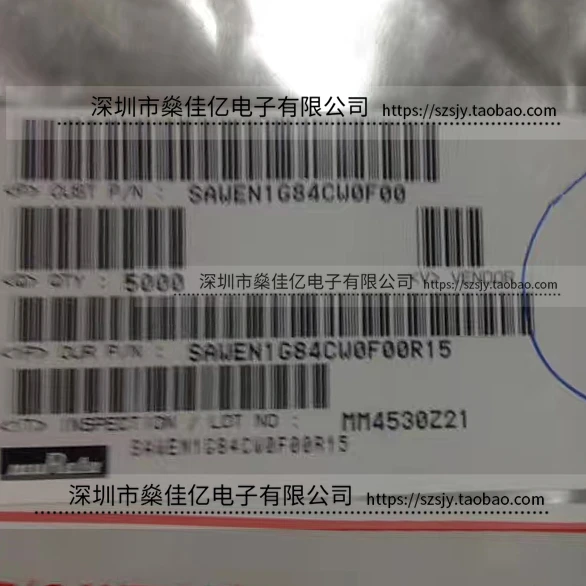 深圳市燊佳亿电子有限公司 https://szsjy.taobao.com
<P> CUST P/N : SAWEN1G84CW0F00
<Q> QTY : 5000 <V> VENDOR
深圳市燊佳亿电子有限公司 https://szsjy.taobao.com
<1P> OUR P/N : SAWEN1G84CW0F00R15
<1T> INSPECTION / LOT NO : MM4530Z21
SAWEN1G84CW0F00R15
muRata
深圳市燊佳亿电子有限公司 https://szsjy.taobao.com